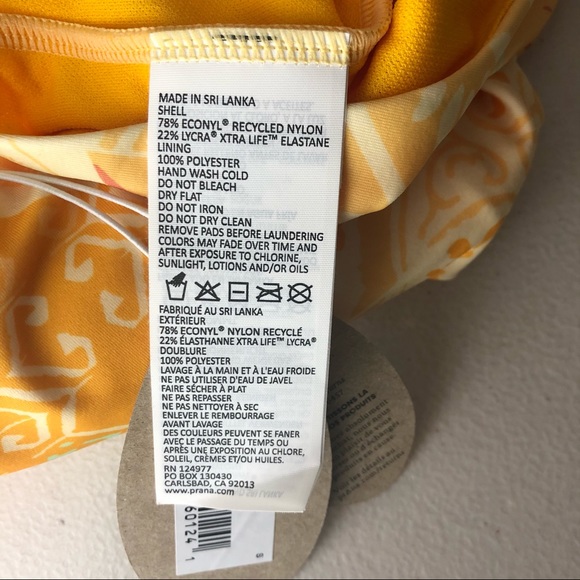 MADE IN SRI LANKA
SHELL
78% ECONYL® RECYCLED NYLON
22% LYCRA® XTRA LIFE™ ELASTANE
LINING
100% POLYESTER
HAND WASH COLD
DO NOT BLEACH
DRY FLAT
DO NOT IRON
DO NOT DRY CLEAN
REMOVE PADS BEFORE LAUNDERING
COLORS MAY FADE OVER TIME AND
AFTER EXPOSURE TO CHLORINE,
SUNLIGHT, LOTIONS AND/OR OILS
FABRIQUÉ AU SRI LANKA
EXTÉRIEUR
78% ECONYL® NYLON RECYCLÉ
22% ÉLASTHANNE XTRA LIFE™ LYCRA®
DOUBLURE
100% POLYESTER
LAVAGE À LA MAIN ET À L'EAU FROIDE
NE PAS UTILISER D'EAU DE JAVEL
FAIRE SÉCHER À PLAT
NE PAS REPASSER
NE PAS NETTOYER À SEC
ENLEVER LE REMBOURRAGE
AVANT LAVAGE
DES COULEURS PEUVENT SE FANER
AVEC LE PASSAGE DU TEMPS OU
APRÈS UNE EXPOSITION AU CHLORE,
SOLEIL, CRÈMES ET/OU HUILES.
RN 124977
PO BOX 130430
CARLSBAD, CA 92013
www.prana.com
60124 1